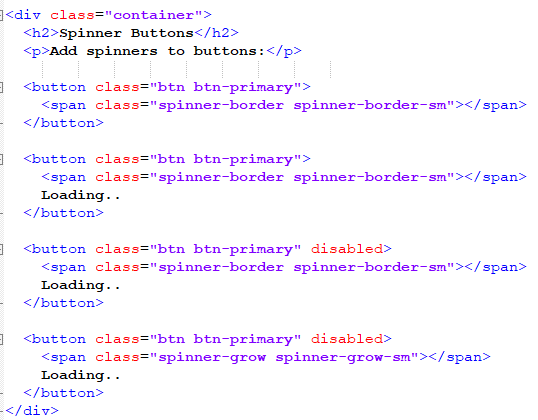 <div class="container">
  <h2>Spinner Buttons</h2>
  <p>Add spinners to buttons:</p>

  <button class="btn btn-primary">
    <span class="spinner-border spinner-border-sm"></span>
  </button>

  <button class="btn btn-primary">
    <span class="spinner-border spinner-border-sm"></span>
    Loading..
  </button>

  <button class="btn btn-primary" disabled>
    <span class="spinner-border spinner-border-sm"></span>
    Loading..
  </button>

  <button class="btn btn-primary" disabled>
    <span class="spinner-grow spinner-grow-sm"></span>
    Loading..
  </button>
</div>